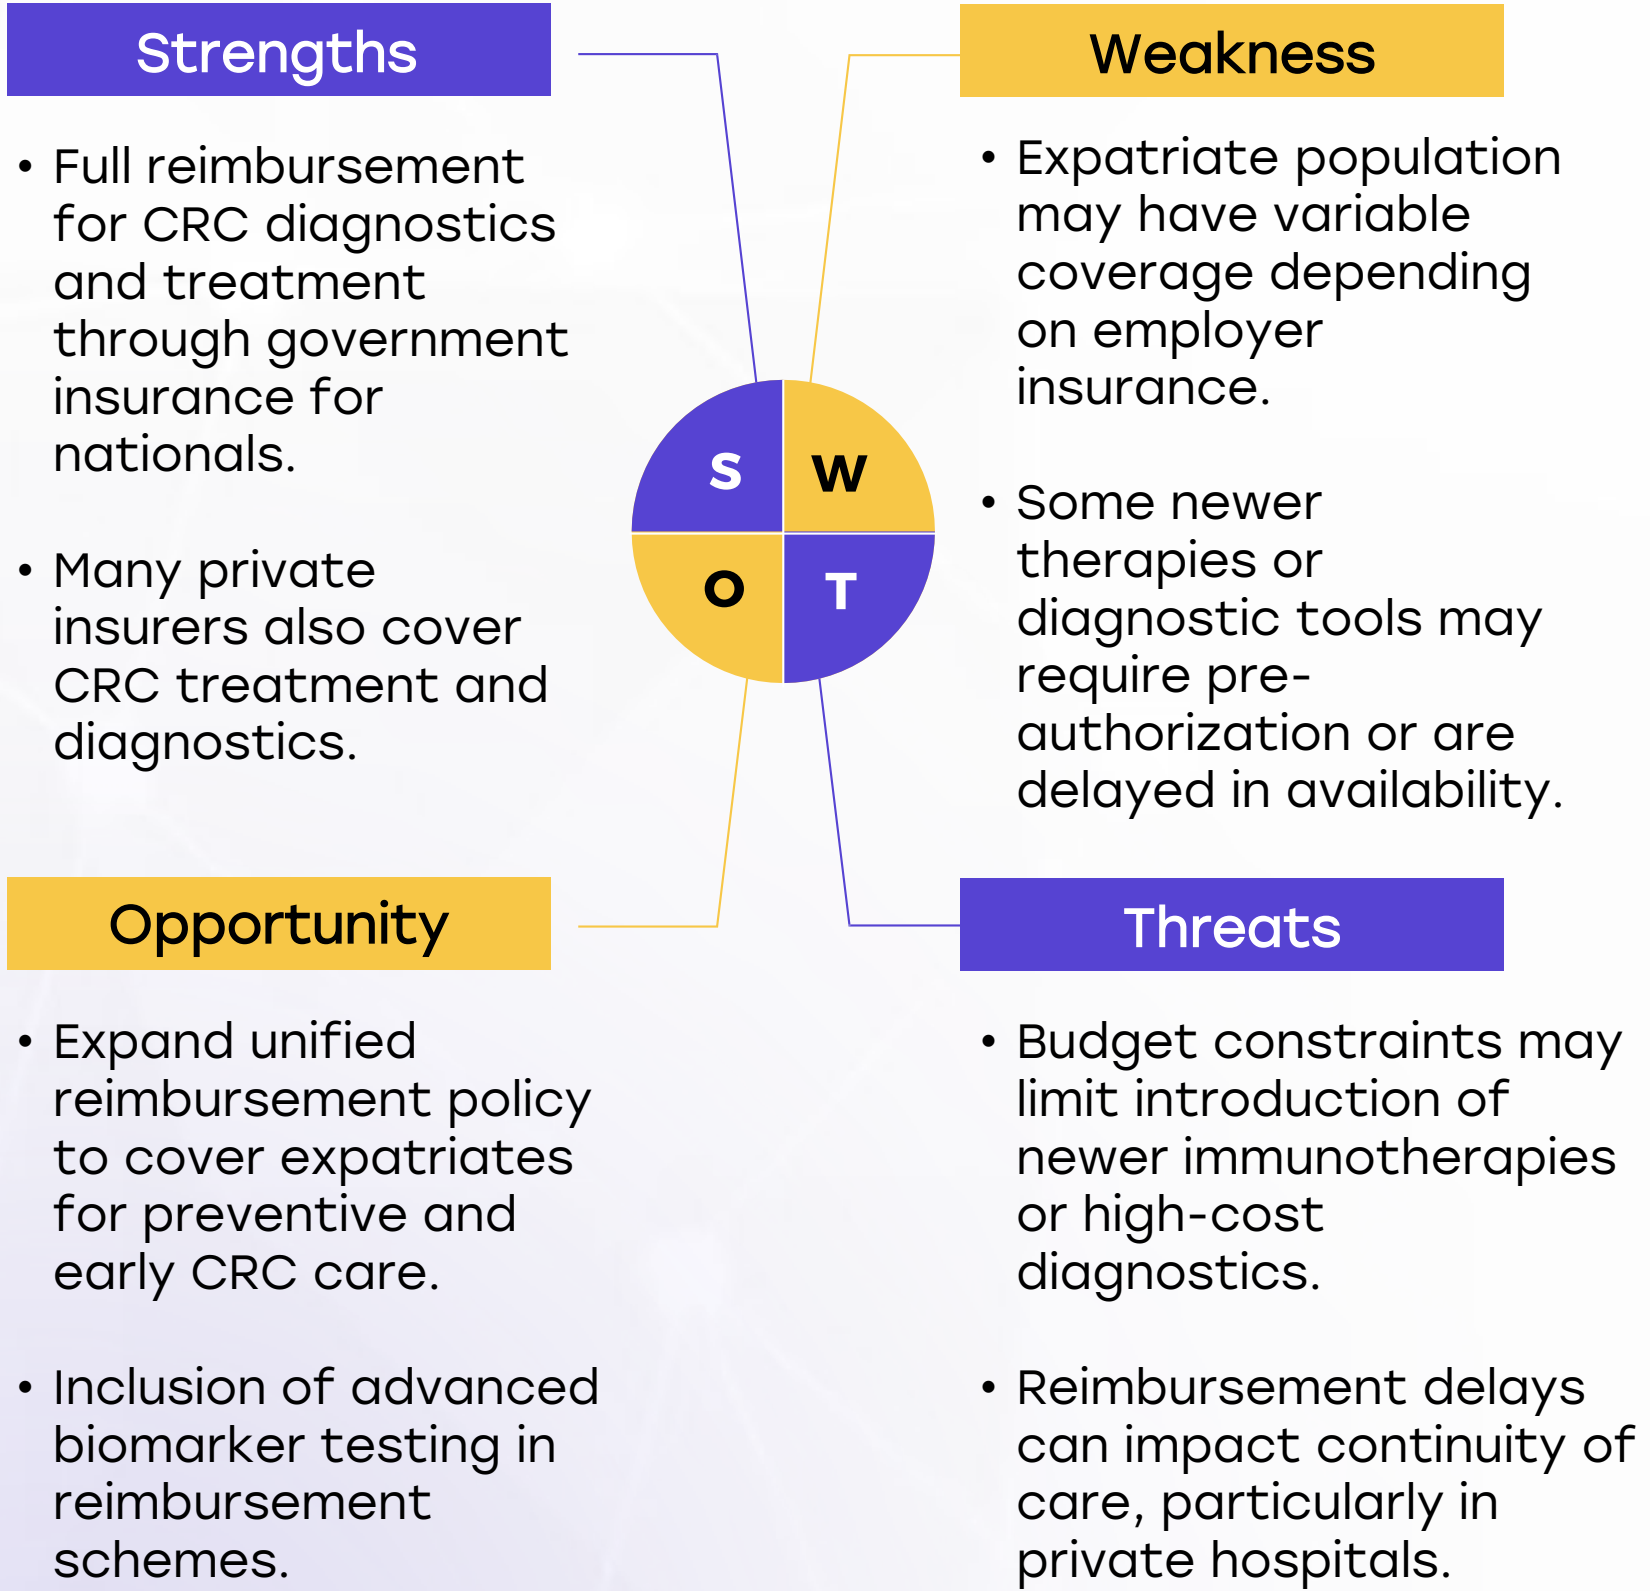 Strengths
• Full reimbursement
for CRC diagnostics
and treatment
through government
insurance for
nationals.
• Many private
insurers also cover
CRC treatment and
diagnostics.
Weakness
• Expatriate population
may have variable
coverage depending
on employer
insurance.
• Some newer
therapies or
diagnostic tools may
require pre-
authorization or are
delayed in availability.
S
W
O
T
Opportunity
• Expand unified
reimbursement policy
to cover expatriates
for preventive and
early CRC care.
• Inclusion of advanced
biomarker testing in
reimbursement
schemes.
Threats
• Budget constraints may
limit introduction of
newer immunotherapies
or high-cost
diagnostics.
• Reimbursement delays
can impact continuity of
care, particularly in
private hospitals.